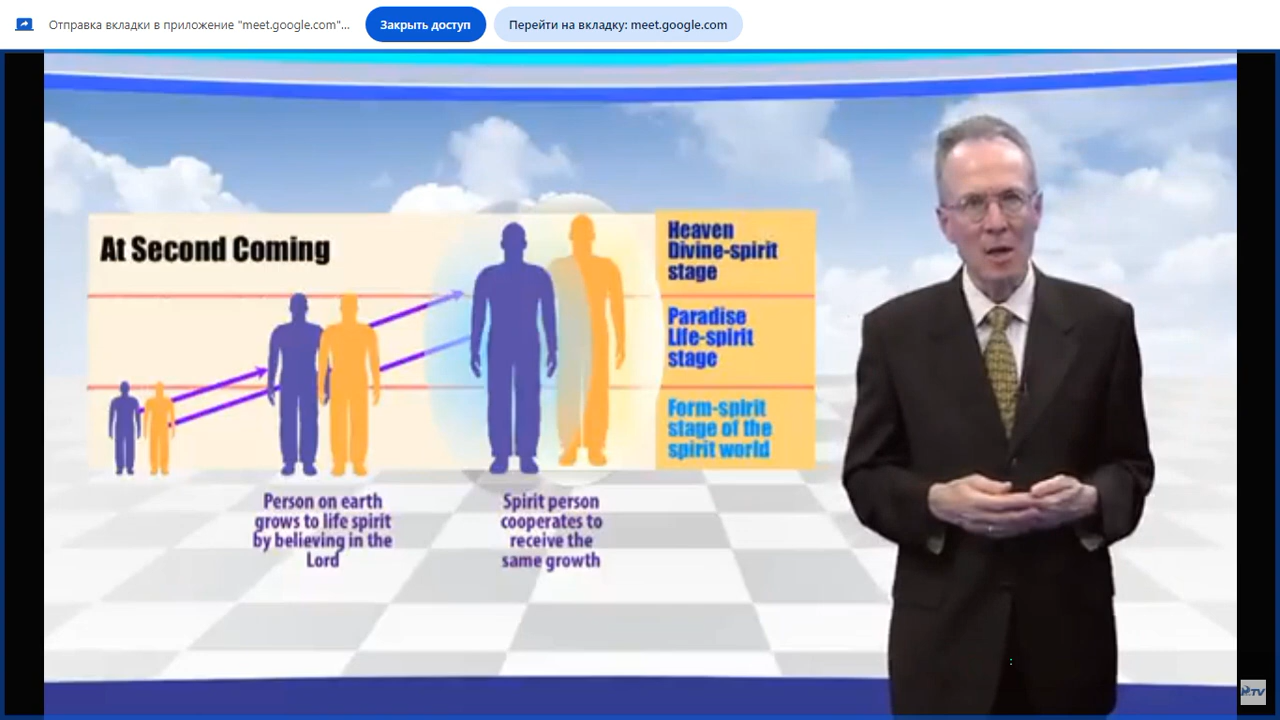 Отправка вкладки в приложение "meet.google.com"...
Закрыть доступ
Перейти на вкладку: meet.google.com
At Second Coming
Heaven
Divine-spirit
stage
Paradise
Life-spirit
stage
Form-spirit
stage of the
spirit world
Person on earth
grows to life spirit
by believing in the
Lord
Spirit person
cooperates to
receive the
same growth